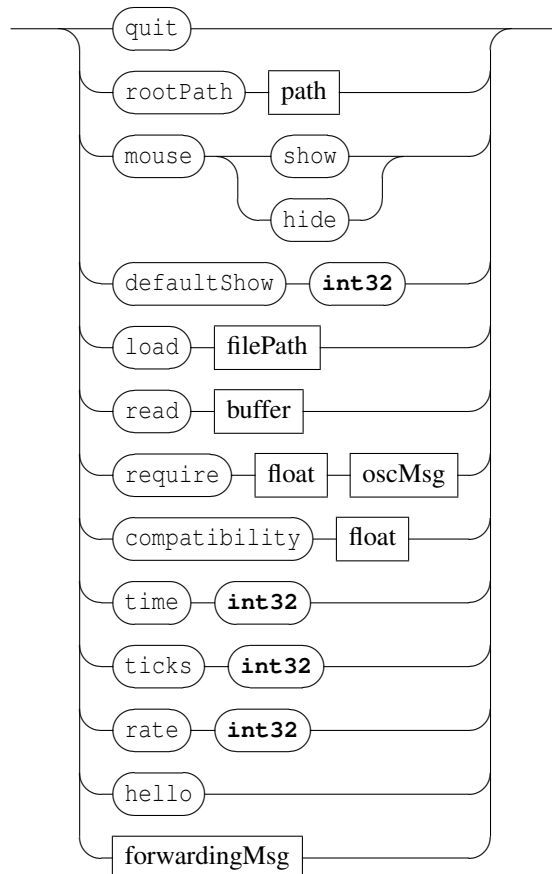 quit
rootPath path
mouse show
hide
defaultShow int32
load filePath
read buffer
require float oscMsg
compatibility float
time int32
ticks int32
rate int32
hello
forwardingMsg